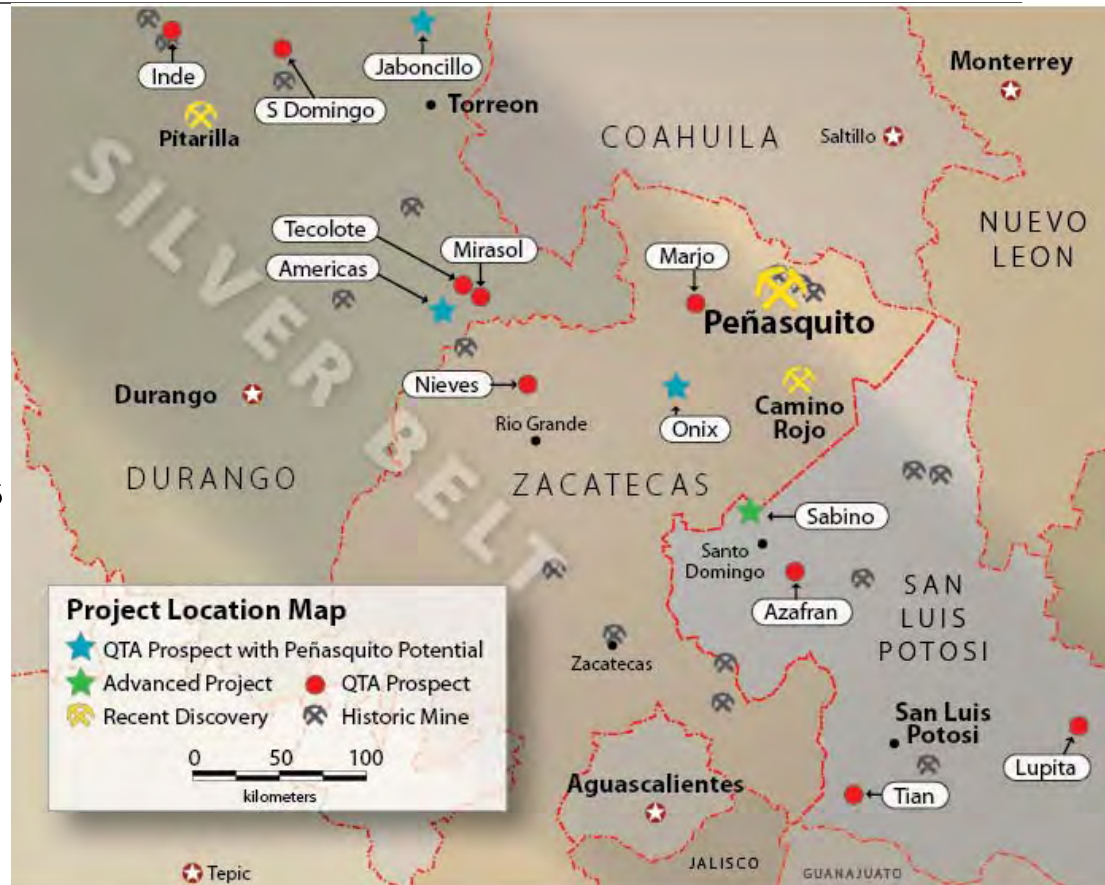 Inde
S Domingo
Jaboncillo
Monterrey
Pitarilla
Torreon
COAHUILA
Saltillo
SILVER BELT
Tecolote
Mirasol
Americas
Marjo
NUEVO
LEON
Peñasquito
Durango
Nieves
Rio Grande
Onix
Camino
Rojo
DURANGO
ZACATECAS
Sabino
Santo
Domingo
Azafran
SAN
LUIS
POTOSI
Project Location Map
QTA Prospect with Peñasquito Potential
Advanced Project
QTA Prospect
Recent Discovery
Historic Mine
0 50 100
kilometers
Zacatecas
San Luis
Potosi
Lupita
Tian
Aguascalientes
JALISCO
GUANAJUATO
Tepic
S